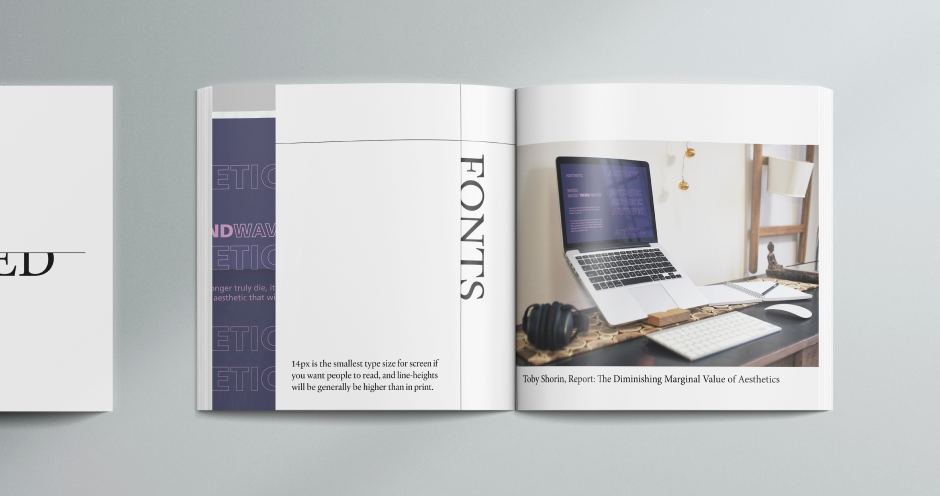 ED
ETIC
NDWAV
ETIC
onger truly die, it
aesthetic that wi
ETIC
ETIC
14px is the smallest type size for screen if
you want people to read, and line-heights
will be generally be higher than in print.
FONTS
Toby Shorin, Report: The Diminishing Marginal Value of Aesthetics